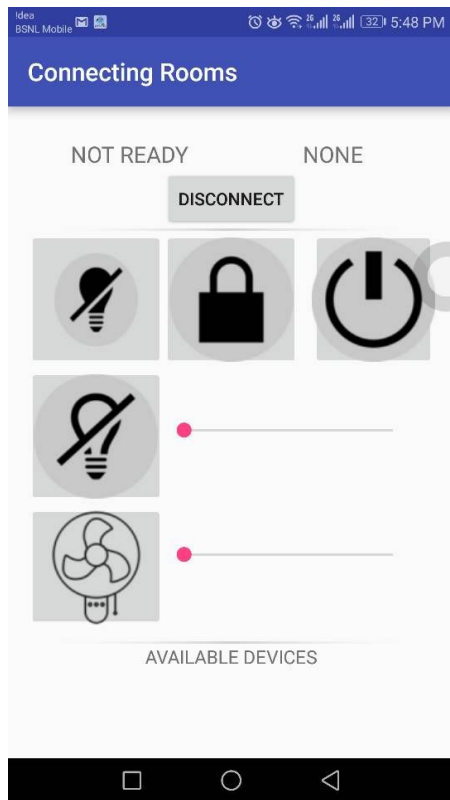 Idea
BSNL Mobile
32 5:48 PM
Connecting Rooms
NOT READY NONE
DISCONNECT
AVAILABLE DEVICES